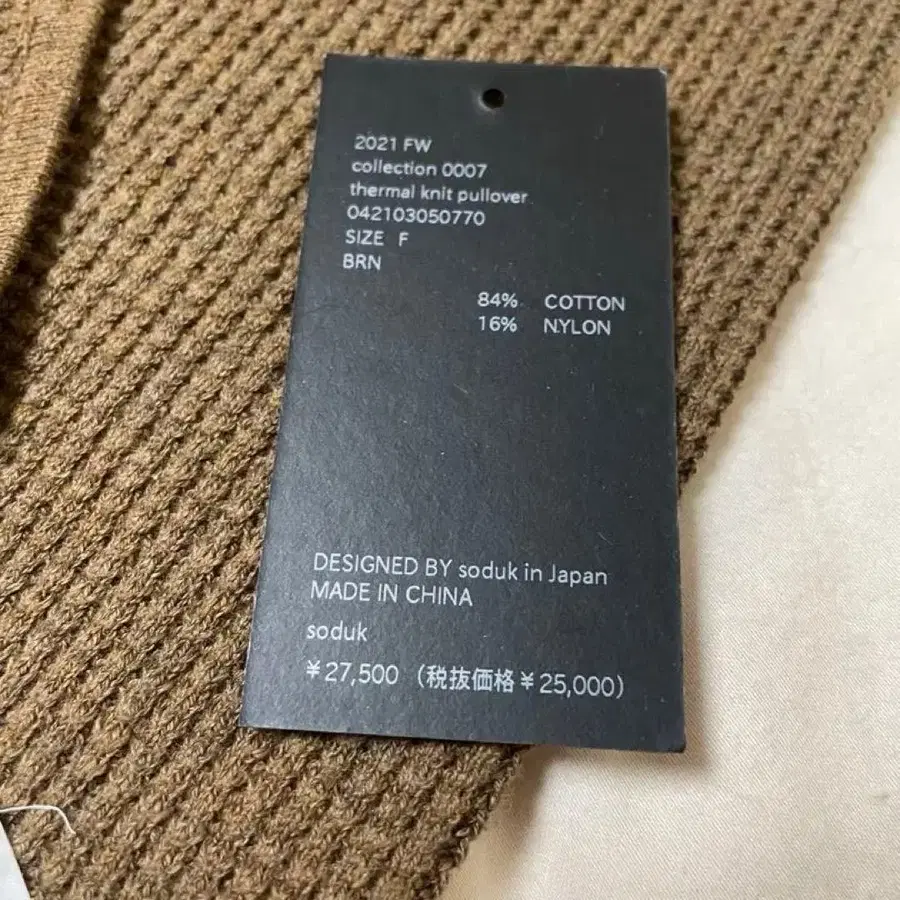 2021 FW
collection 0007
thermal knit pullover
042103050770
SIZE F
BRN
84% COTTON
16% NYLON
DESIGNED BY soduk in Japan
MADE IN CHINA
soduk
¥27,500 (税抜価格¥25,000)